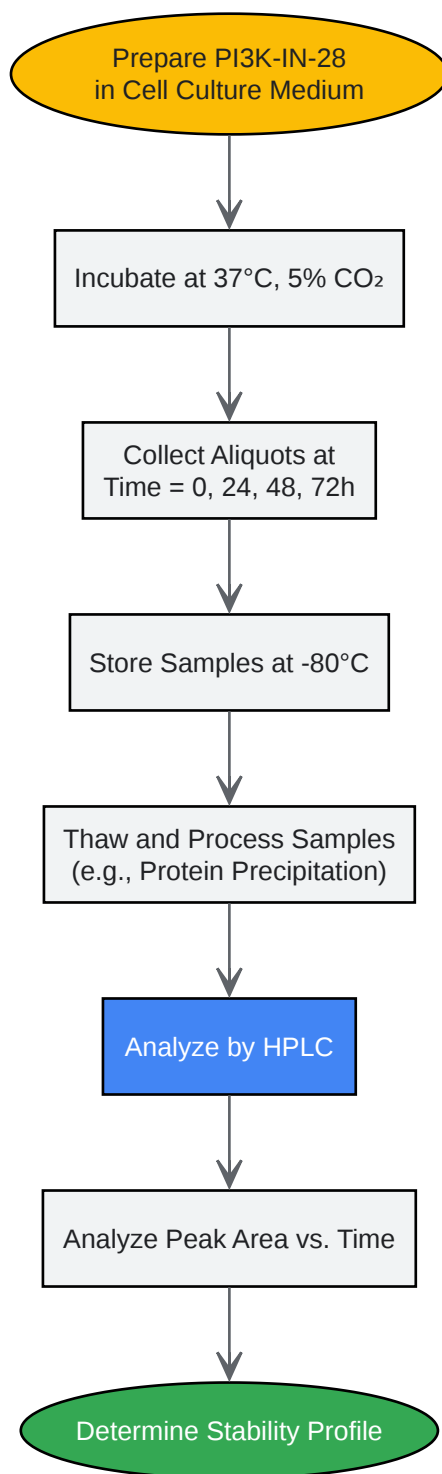 Prepare PI3K-IN-28
in Cell Culture Medium
Incubate at 37°C, 5% CO₂
Collect Aliquots at
Time = 0, 24, 48, 72h
Store Samples at -80°C
Thaw and Process Samples
(e.g., Protein Precipitation)
Analyze by HPLC
Analyze Peak Area vs. Time
Determine Stability Profile